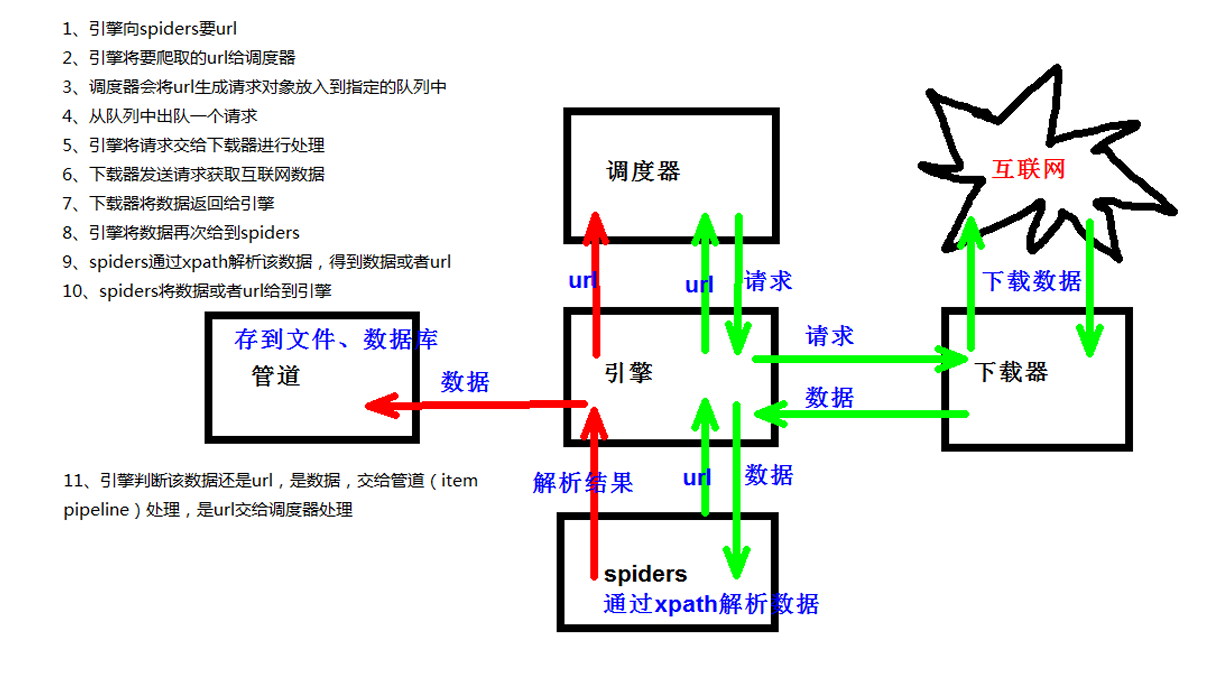 1、引擎向spiders要url
2、引擎将要爬取的url给调度器
3、调度器会将url生成请求对象放入到指定的队列中
4、从队列中出队一个请求
5、引擎将请求交给下载器进行处理
6、下载器发送请求获取互联网数据
7、下载器将数据返回给引擎
8、引擎将数据再次给到spiders
9、spiders通过xpath解析该数据，得到数据或者url
10、spiders将数据或者url给到引擎
调度器
互联网
url
url
请求
下载数据
存到文件、数据库
管道
数据
引擎
请求
数据
下载器
11、引擎判断该数据还是url，是数据，交给管道（item
pipeline）处理，是url交给调度器处理
解析结果
url
数据
spiders
通过xpath解析数据